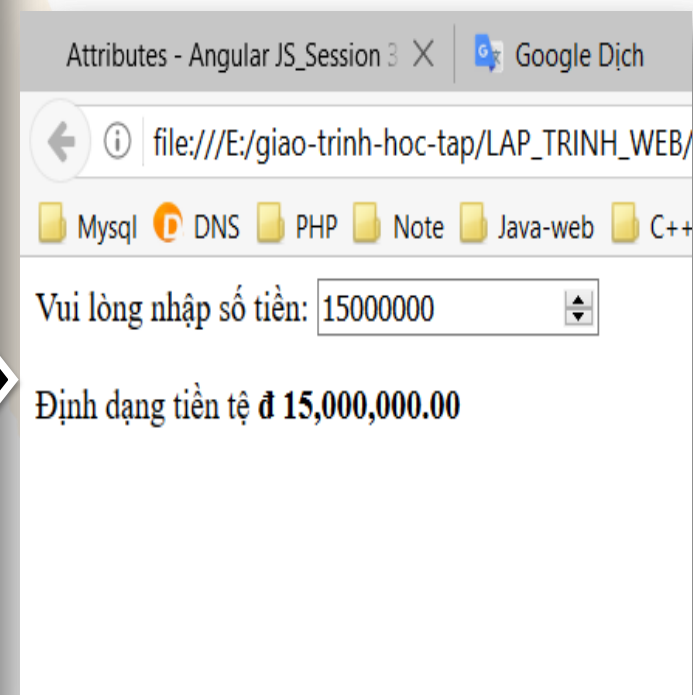 Attributes - Angular JS_Session 3
Google Dịch
file:///E:/giao-trinh-hoc-tap/LAP_TRINH_WEB/
Mysql DNS PHP Note Java-web C++
Vui lòng nhập số tiền: 15000000
Định dạng tiền tệ đ 15,000,000.00